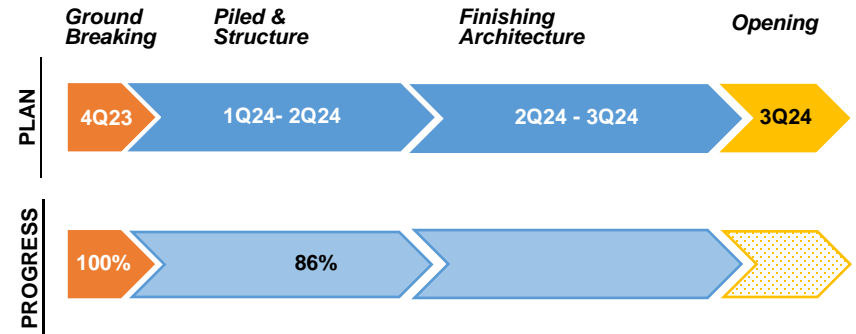 Ground
Breaking
Piled &
Structure
Finishing
Architecture
Opening
PLAN
4Q23
1Q24- 2Q24
2Q24 - 3Q24
3Q24
PROGRESS
100%
86%